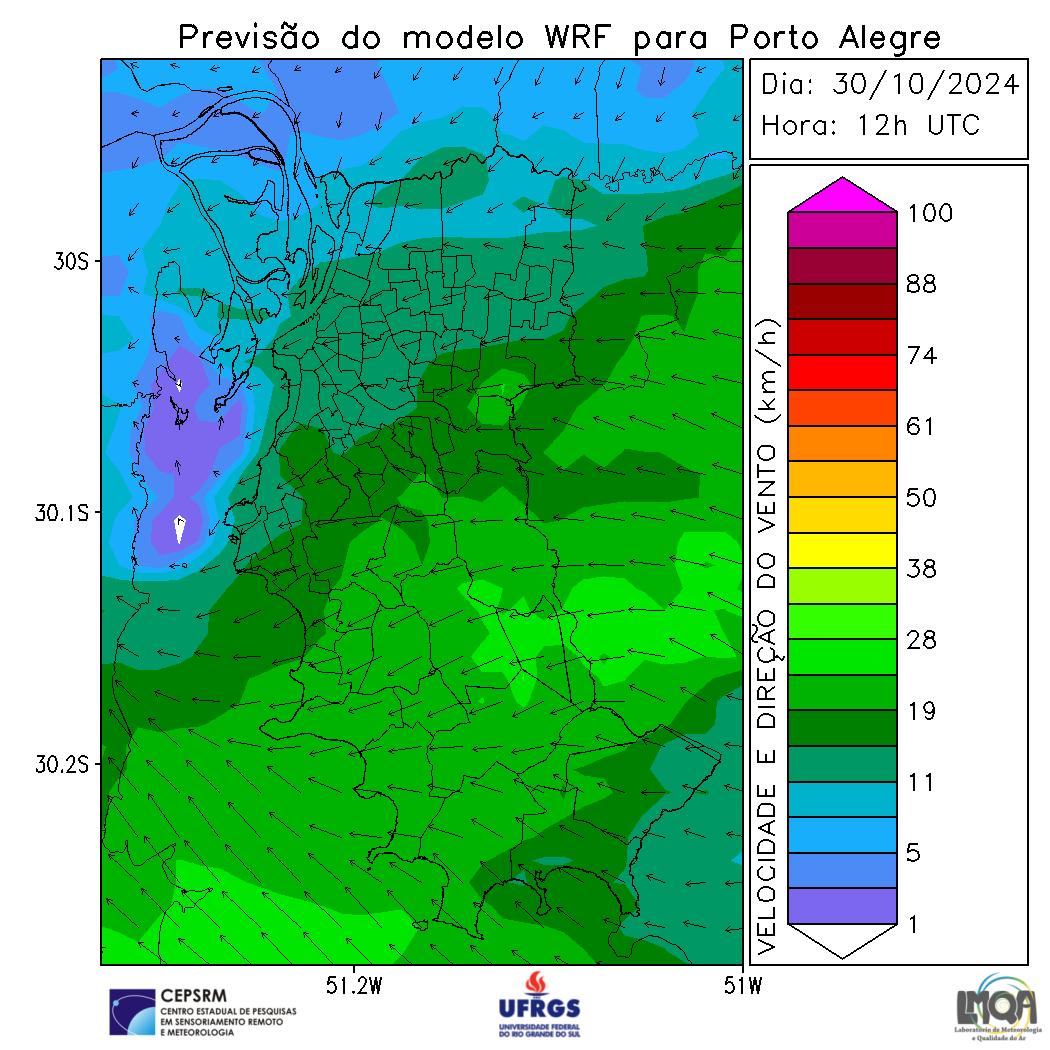 Previsão do modelo WRF para Porto Alegre
Dia: 30/10/2024
Hora: 12h UTC
30S
30.1S
30.2S
51.2W
51W
VELOCIDADE E DIREÇÃO DO VENTO (km/h)
100
88
74
61
50
38
28
19
11
5
1
CEPSRM
CENTRO ESTADUAL DE PESQUISAS
EM SENSORIAMENTO REMOTO
E METEOROLOGIA
UFRGS
UNIVERSIDADE FEDERAL
DO RIO GRANDE DO SUL
LMQA
Laboratório de Meteorologia
e Qualidade do Ar